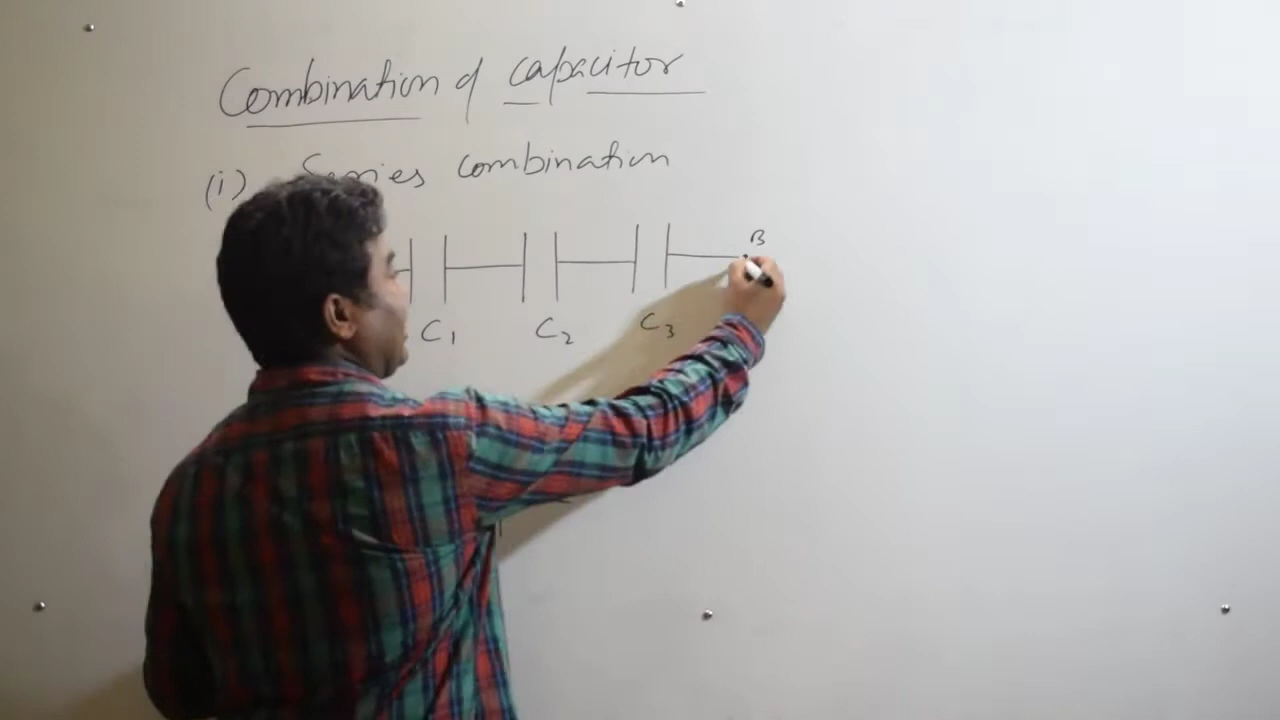 Combination of capacitor
(i) Series combination
B
C1 C2 C3